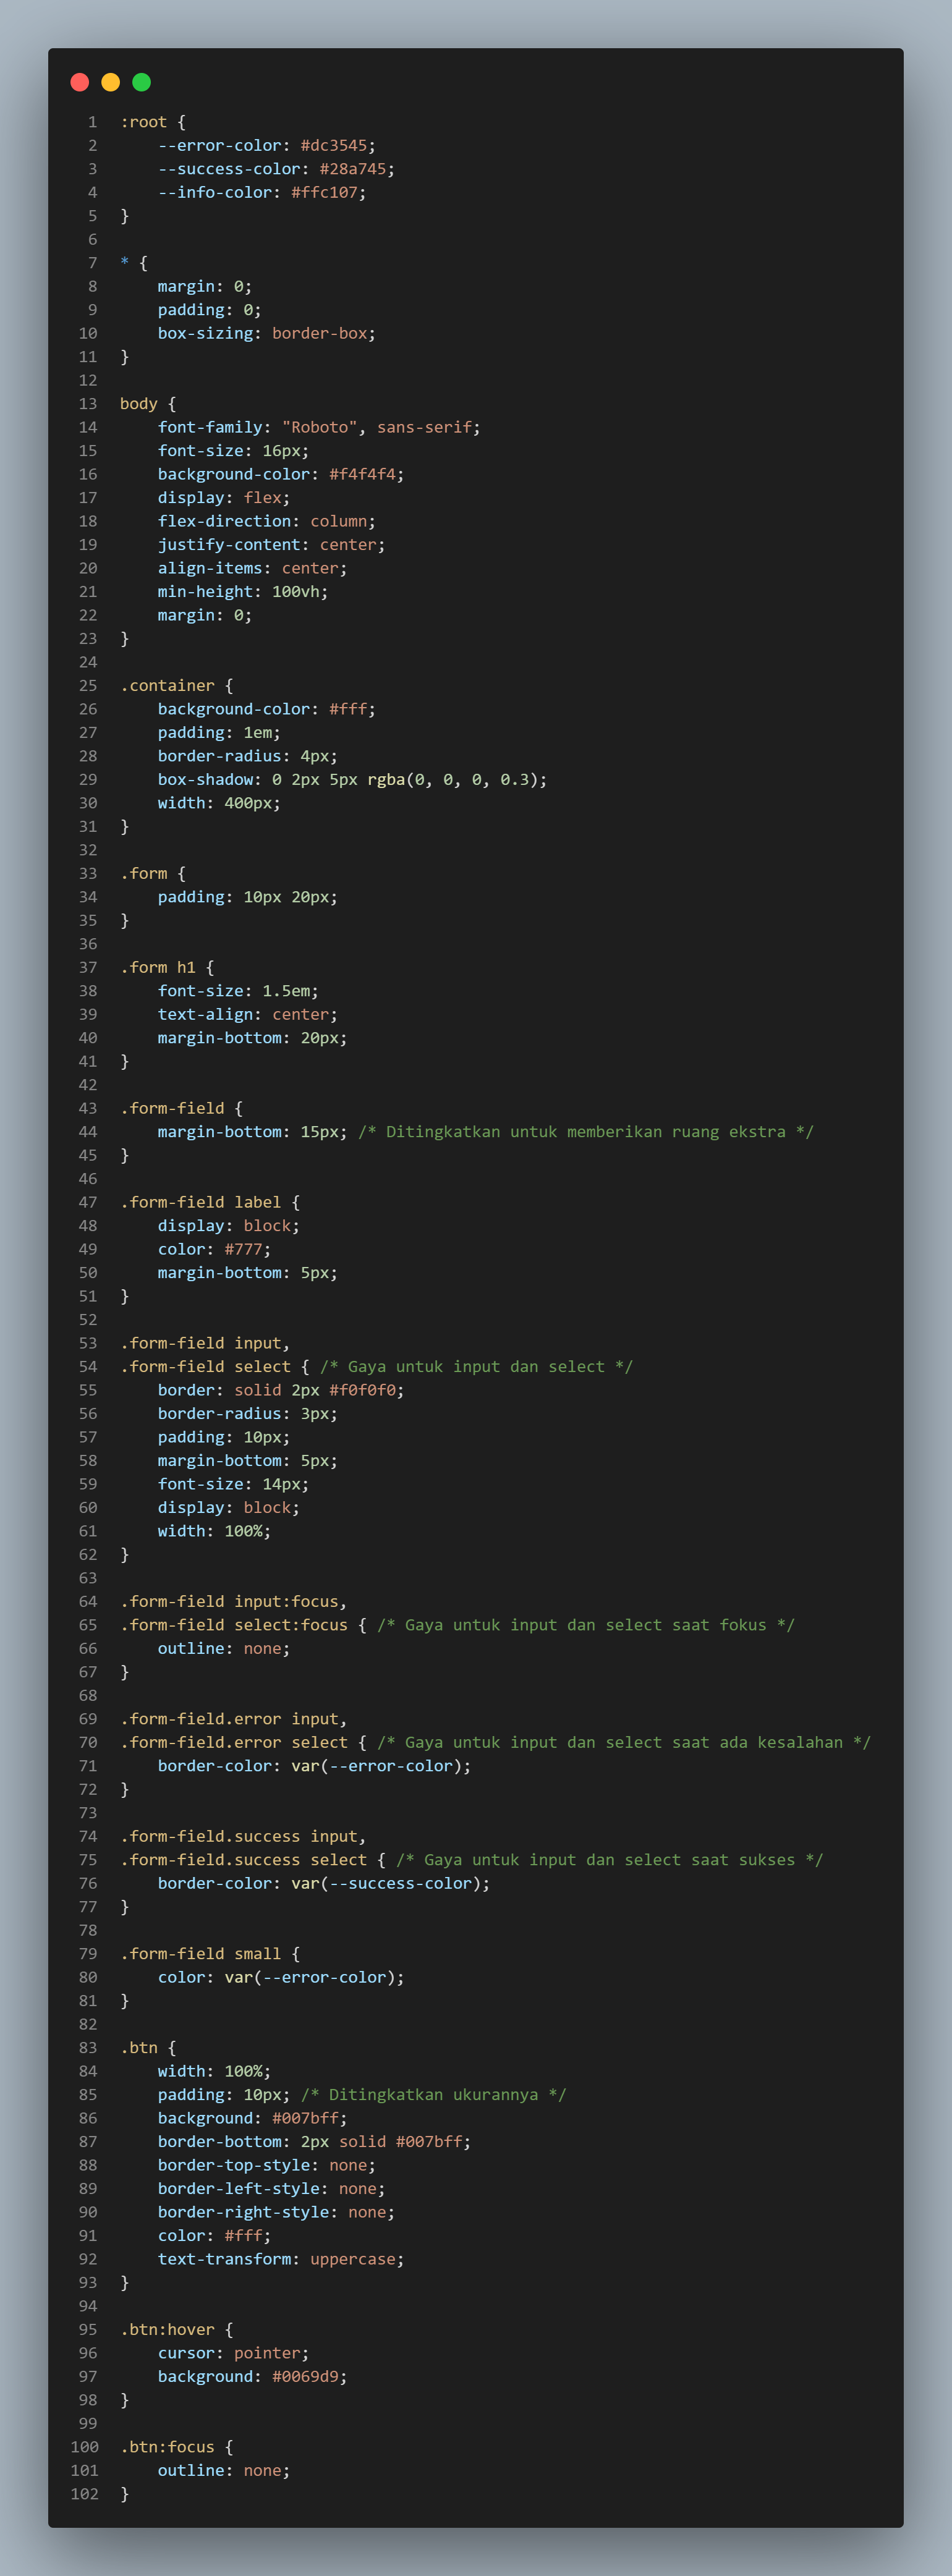 1 :root {
2     --error-color: #dc3545;
3     --success-color: #28a745;
4     --info-color: #ffc107;
5 }
6
7 * {
8     margin: 0;
9     padding: 0;
10     box-sizing: border-box;
11 }
12
13 body {
14     font-family: "Roboto", sans-serif;
15     font-size: 16px;
16     background-color: #f4f4f4;
17     display: flex;
18     flex-direction: column;
19     justify-content: center;
20     align-items: center;
21     min-height: 100vh;
22     margin: 0;
23 }
24
25 .container {
26     background-color: #fff;
27     padding: 1em;
28     border-radius: 4px;
29     box-shadow: 0 2px 5px rgba(0, 0, 0, 0.3);
30     width: 400px;
31 }
32
33 .form {
34     padding: 10px 20px;
35 }
36
37 .form h1 {
38     font-size: 1.5em;
39     text-align: center;
40     margin-bottom: 20px;
41 }
42
43 .form-field {
44     margin-bottom: 15px; /* Ditingkatkan untuk memberikan ruang ekstra */
45 }
46
47 .form-field label {
48     display: block;
49     color: #777;
50     margin-bottom: 5px;
51 }
52
53 .form-field input,
54 .form-field select { /* Gaya untuk input dan select */
55     border: solid 2px #f0f0f0;
56     border-radius: 3px;
57     padding: 10px;
58     margin-bottom: 5px;
59     font-size: 14px;
60     display: block;
61     width: 100%;
62 }
63
64 .form-field input:focus,
65 .form-field select:focus { /* Gaya untuk input dan select saat fokus */
66     outline: none;
67 }
68
69 .form-field.error input,
70 .form-field.error select { /* Gaya untuk input dan select saat ada kesalahan */
71     border-color: var(--error-color);
72 }
73
74 .form-field.success input,
75 .form-field.success select { /* Gaya untuk input dan select saat sukses */
76     border-color: var(--success-color);
77 }
78
79 .form-field small {
80     color: var(--error-color);
81 }
82
83 .btn {
84     width: 100%;
85     padding: 10px; /* Ditingkatkan ukurannya */
86     background: #007bff;
87     border-bottom: 2px solid #007bff;
88     border-top-style: none;
89     border-left-style: none;
90     border-right-style: none;
91     color: #fff;
92     text-transform: uppercase;
93 }
94
95 .btn:hover {
96     cursor: pointer;
97     background: #0069d9;
98 }
99
100 .btn:focus {
101     outline: none;
102 }